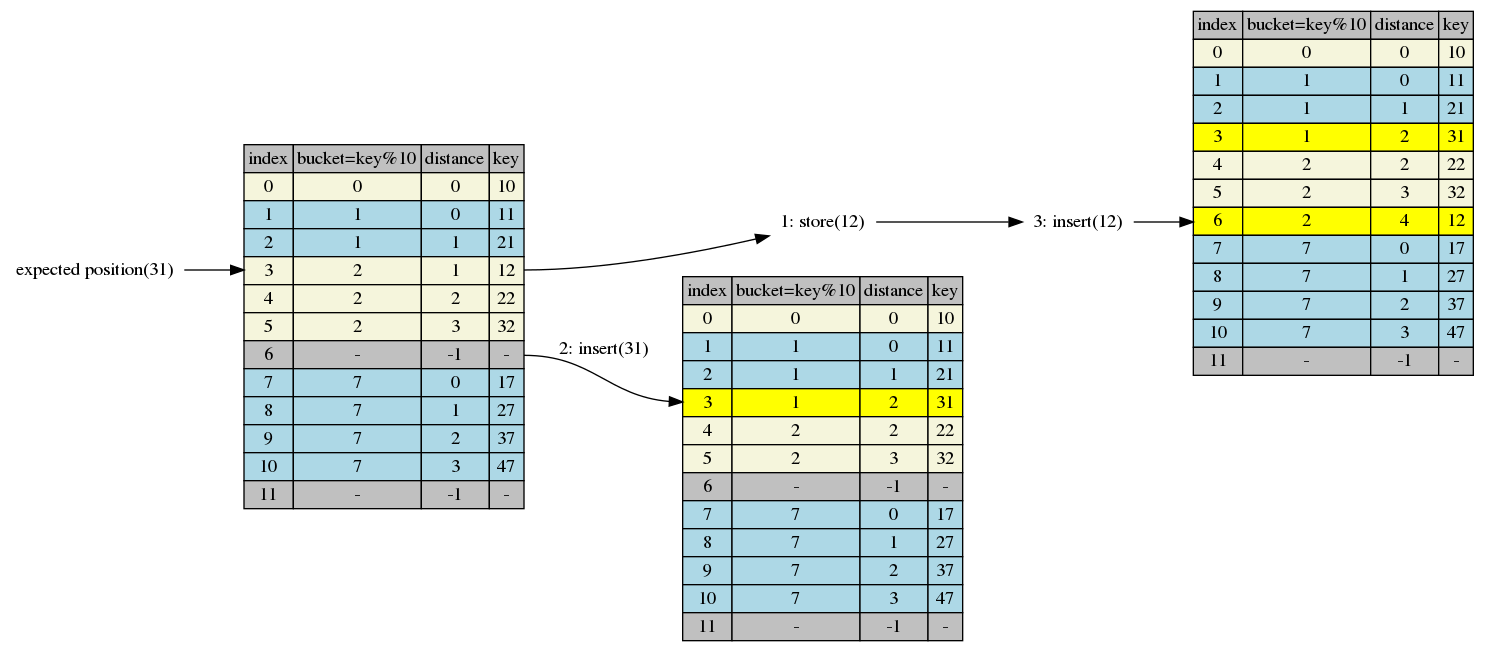 expected position(31)
index bucket=key%10 distance key
0 0 0 10
1 1 0 11
2 1 1 21
3 2 1 12
4 2 2 22
5 2 3 32
6 - -1 -
7 7 0 17
8 7 1 27
9 7 2 37
10 7 3 47
11 - -1 -
1: store(12)
2: insert(31)
index bucket=key%10 distance key
0 0 0 10
1 1 0 11
2 1 1 21
3 1 2 31
4 2 2 22
5 2 3 32
6 - -1 -
7 7 0 17
8 7 1 27
9 7 2 37
10 7 3 47
11 - -1 -
3: insert(12)
index bucket=key%10 distance key
0 0 0 10
1 1 0 11
2 1 1 21
3 1 2 31
4 2 2 22
5 2 3 32
6 2 4 12
7 7 0 17
8 7 1 27
9 7 2 37
10 7 3 47
11 - -1 -